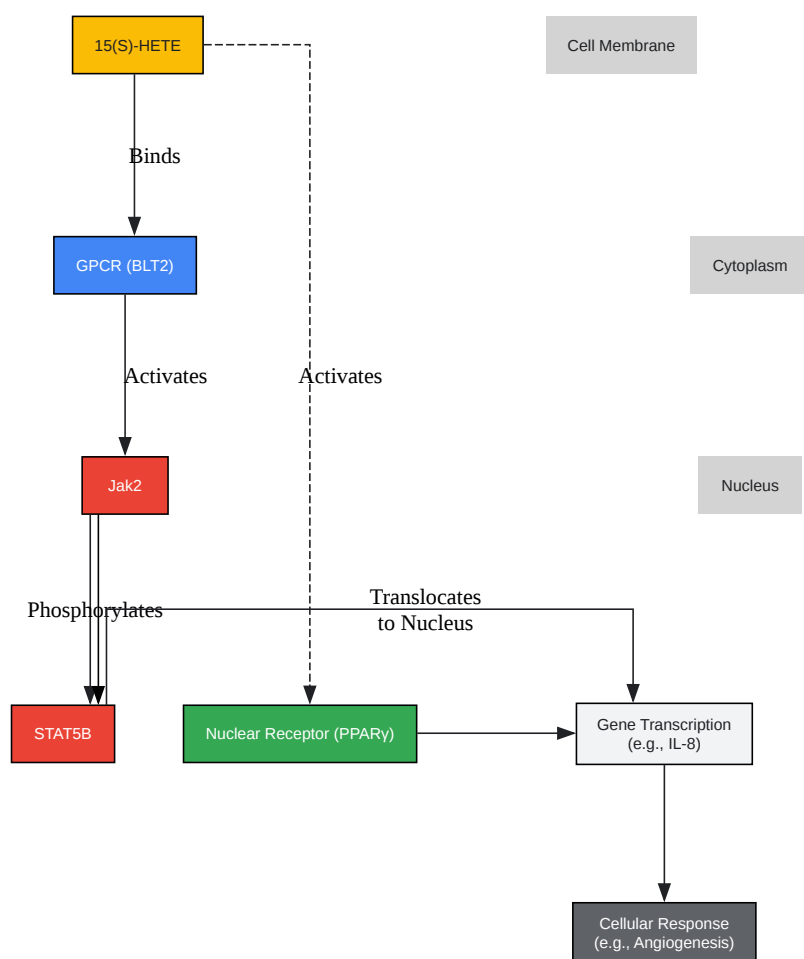 15(S)-HETE
Cell Membrane
Binds
GPCR (BLT2)
Cytoplasm
Activates
Activates
Jak2
Nucleus
Phosphorylates
Translocates
to Nucleus
STAT5B
Nuclear Receptor (PPARγ)
Gene Transcription
(e.g., IL-8)
Cellular Response
(e.g., Angiogenesis)